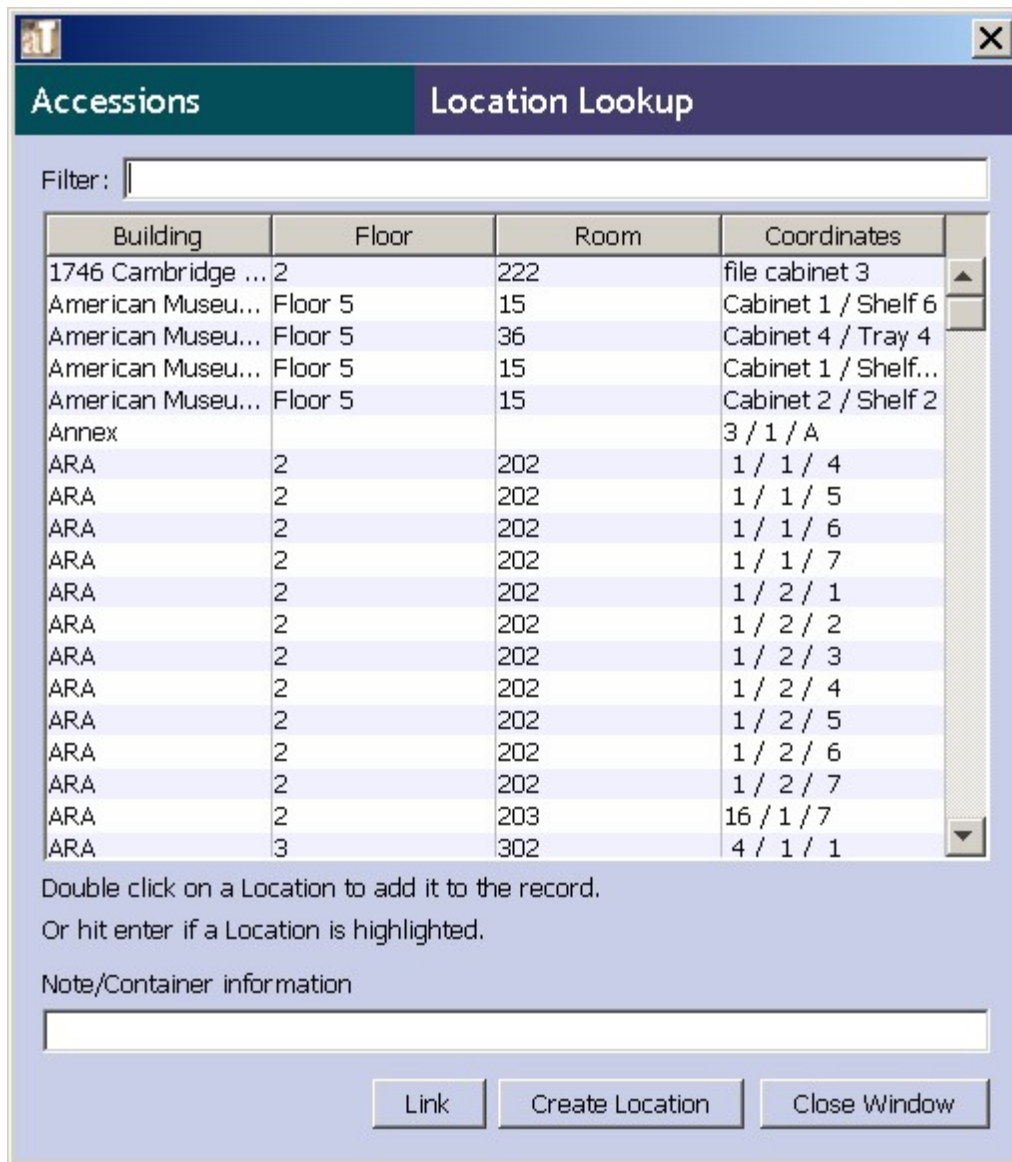 aT
Accessions Location Lookup
Filter:
Building Floor Room Coordinates
1746 Cambridge ... 2 222 file cabinet 3
American Museu... Floor 5 15 Cabinet 1 / Shelf 6
American Museu... Floor 5 36 Cabinet 4 / Tray 4
American Museu... Floor 5 15 Cabinet 1 / Shelf...
American Museu... Floor 5 15 Cabinet 2 / Shelf 2
Annex 3 / 1 / A
ARA 2 202 1 / 1 / 4
ARA 2 202 1 / 1 / 5
ARA 2 202 1 / 1 / 6
ARA 2 202 1 / 1 / 7
ARA 2 202 1 / 2 / 1
ARA 2 202 1 / 2 / 2
ARA 2 202 1 / 2 / 3
ARA 2 202 1 / 2 / 4
ARA 2 202 1 / 2 / 5
ARA 2 202 1 / 2 / 6
ARA 2 202 1 / 2 / 7
ARA 2 203 16 / 1 / 7
ARA 3 302 4 / 1 / 1
Double click on a Location to add it to the record.
Or hit enter if a Location is highlighted.
Note/Container information
Link Create Location Close Window